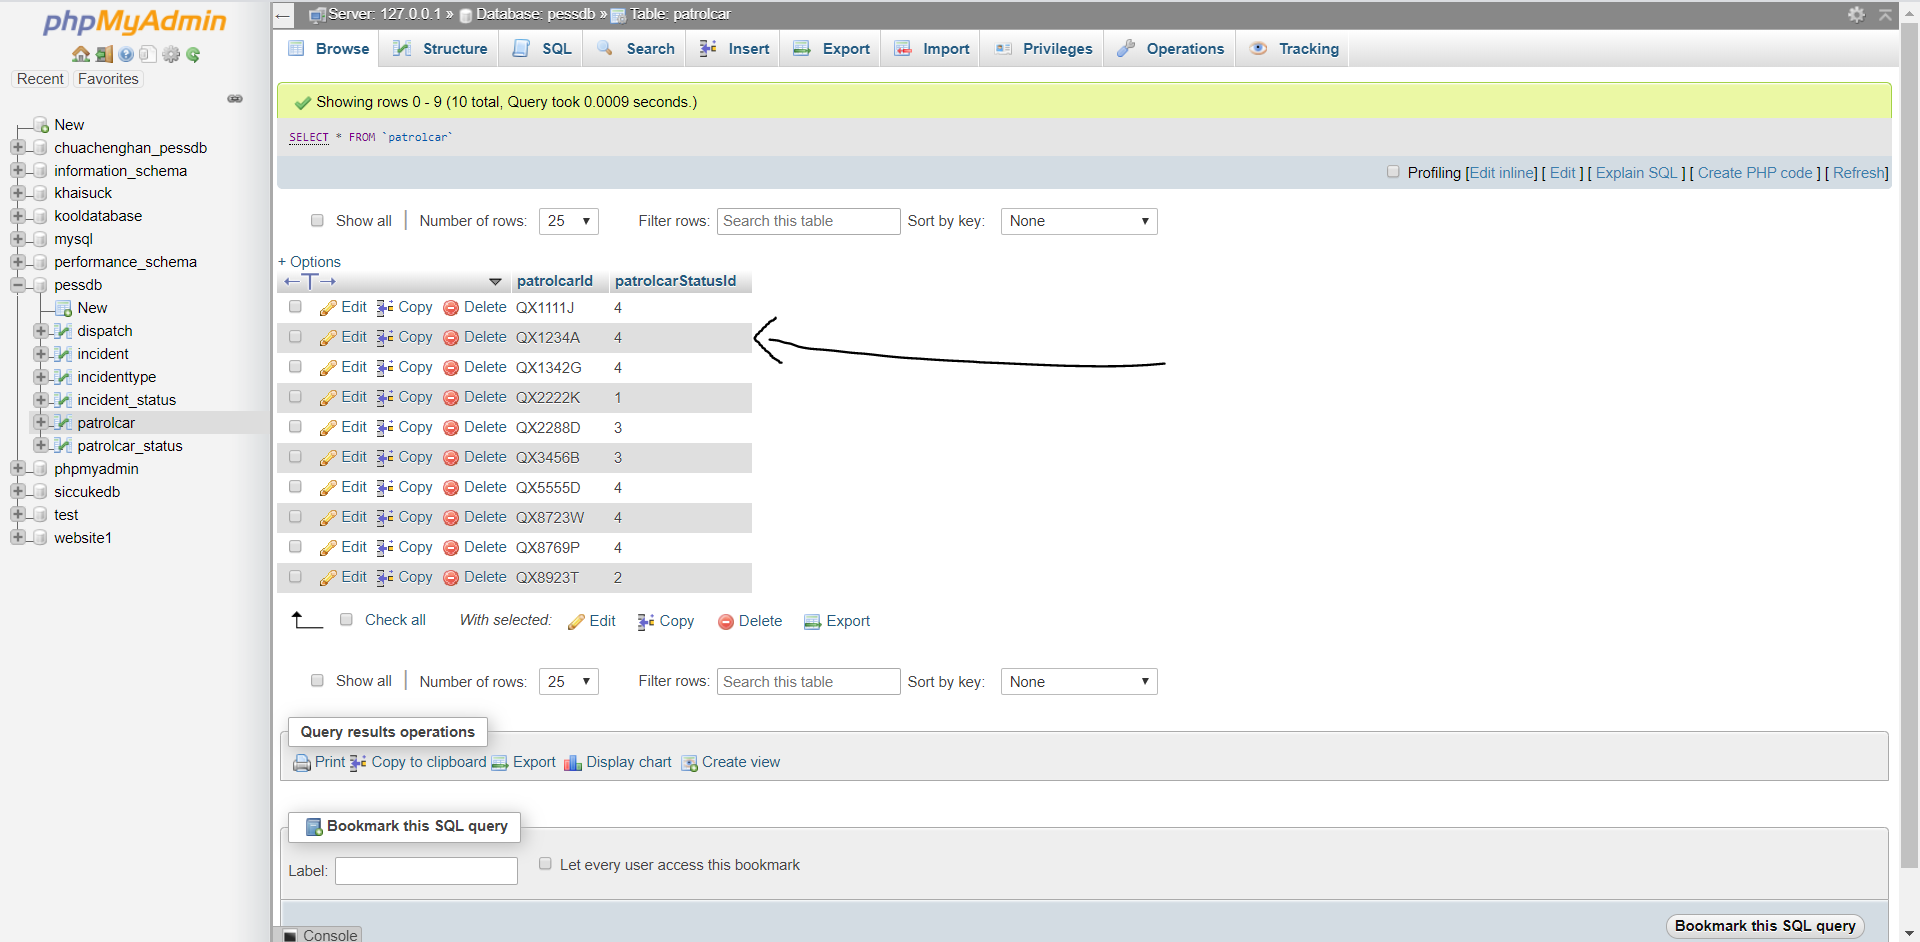 phpMyAdmin
Recent Favorites
New
chuachenghan_pessdb
information_schema
khaisuck
kooldatabase
mysql
performance_schema
pessdb
New
dispatch
incident
incidenttype
incident_status
patrolcar
patrolcar_status
phpmyadmin
siccukedb
test
website1
Server: 127.0.0.1 » Database: pessdb » Table: patrolcar
Browse Structure SQL Search Insert Export Import Privileges Operations Tracking
Showing rows 0 - 9 (10 total, Query took 0.0009 seconds.)
SELECT * FROM `patrolcar`
Profiling [Edit inline] [ Edit ] [ Explain SQL ] [ Create PHP code ] [ Refresh]
Show all | Number of rows: 25 Filter rows: Search this table Sort by key: None
+ Options
patrolcarId patrolcarStatusId
Edit Copy Delete QX1111J 4
Edit Copy Delete QX1234A 4
Edit Copy Delete QX1342G 4
Edit Copy Delete QX2222K 1
Edit Copy Delete QX2288D 3
Edit Copy Delete QX3456B 3
Edit Copy Delete QX5555D 4
Edit Copy Delete QX8723W 4
Edit Copy Delete QX8769P 4
Edit Copy Delete QX8923T 2
Check all With selected: Edit Copy Delete Export
Show all | Number of rows: 25 Filter rows: Search this table Sort by key: None
Query results operations
Print Copy to clipboard Export Display chart Create view
Bookmark this SQL query
Label: Let every user access this bookmark
Bookmark this SQL query
Console